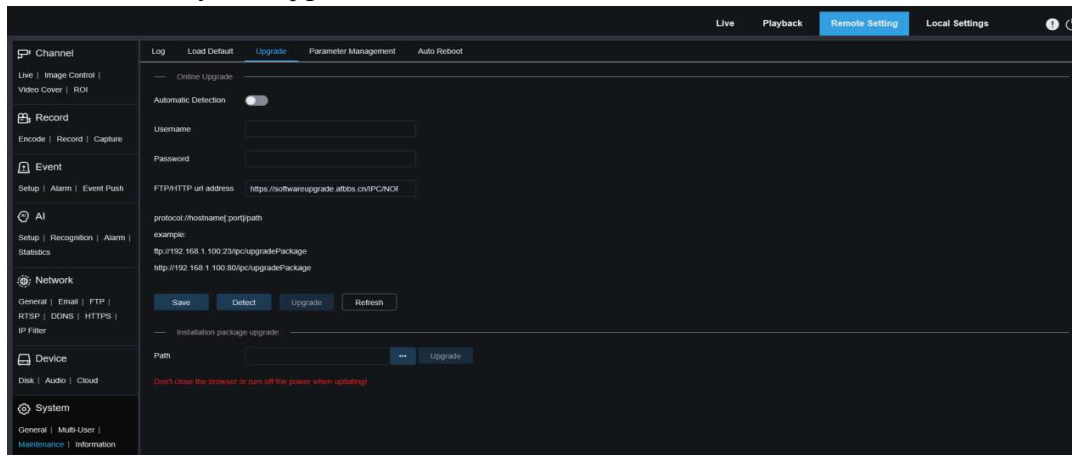 Live Playback Remote Setting Local Settings
Channel
Live | Image Control |
Video Cover | ROI
Record
Encode | Record | Capture
Event
Setup | Alarm | Event Push
AI
Setup | Recognition | Alarm |
Statistics
Network
General | Email | FTP |
RTSP | DDNS | HTTPS |
IP Filter
Device
Disk | Audio | Cloud
System
General | Multi-User |
Maintenance | Information
Log Load Default Upgrade Parameter Management Auto Reboot
Online Upgrade
Automatic Detection
Username
Password
FTP/HTTP url address https://softwareupgrade.afbbs.cn/IPC/NOF
protocol://hostname[:port]/path
example:
ftp://192.168.1.100:23/ipc/upgradePackage
http://192.168.1.100:80/ipc/upgradePackage
Save Detect Upgrade Refresh
Installation package upgrade
Path ... Upgrade
Don't close the browser or turn off the power when updating!